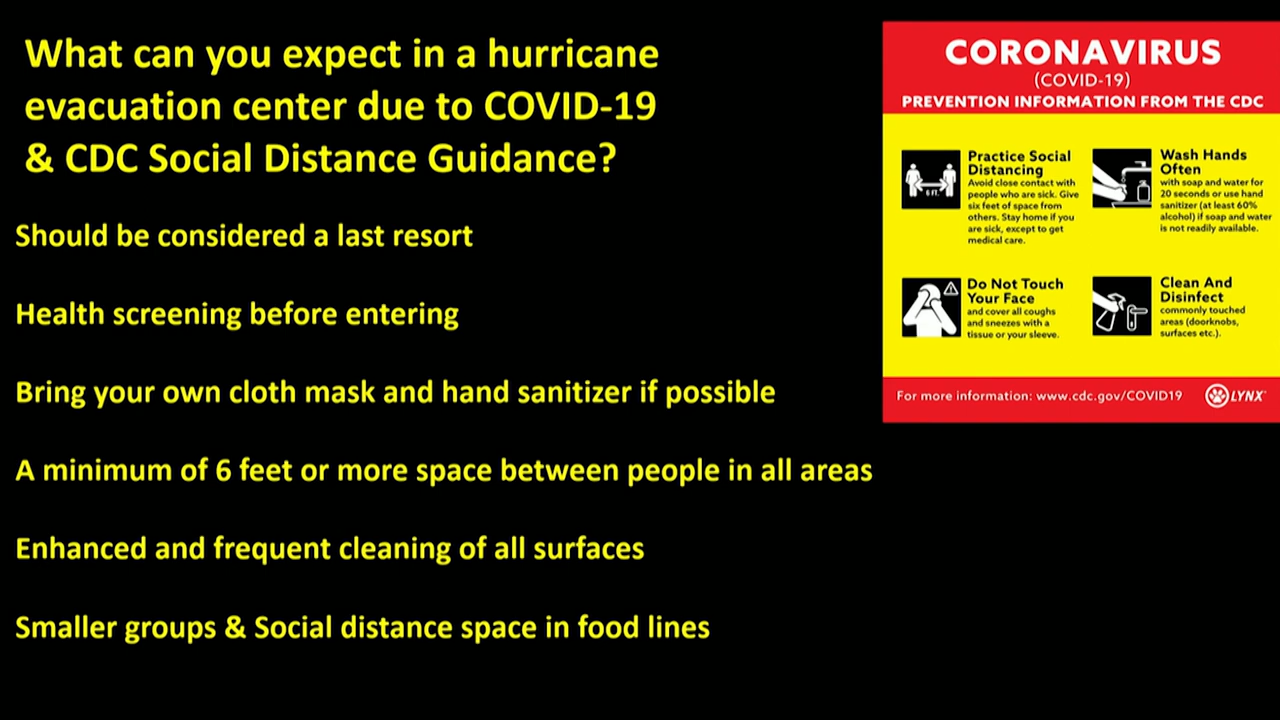 What can you expect in a hurricane
evacuation center due to COVID-19
& CDC Social Distance Guidance?
Should be considered a last resort
Health screening before entering
Bring your own cloth mask and hand sanitizer if possible
A minimum of 6 feet or more space between people in all areas
Enhanced and frequent cleaning of all surfaces
Smaller groups & Social distance space in food lines
CORONAVIRUS
(COVID-19)
PREVENTION INFORMATION FROM THE CDC
6 FT.
Practice Social
Distancing
Avoid close contact with
people who are sick. Give
six feet of space from
others. Stay home if you
are sick, except to get
medical care.
Wash Hands
Often
with soap and water for
20 seconds or use hand
sanitizer (at least 60%
alcohol) if soap and water
is not readily available.
Do Not Touch
Your Face
and cover all coughs
and sneezes with a
tissue or your sleeve.
Clean And
Disinfect
commonly touched
areas (doorknobs,
surfaces etc.).
For more information: www.cdc.gov/COVID19
LYNX